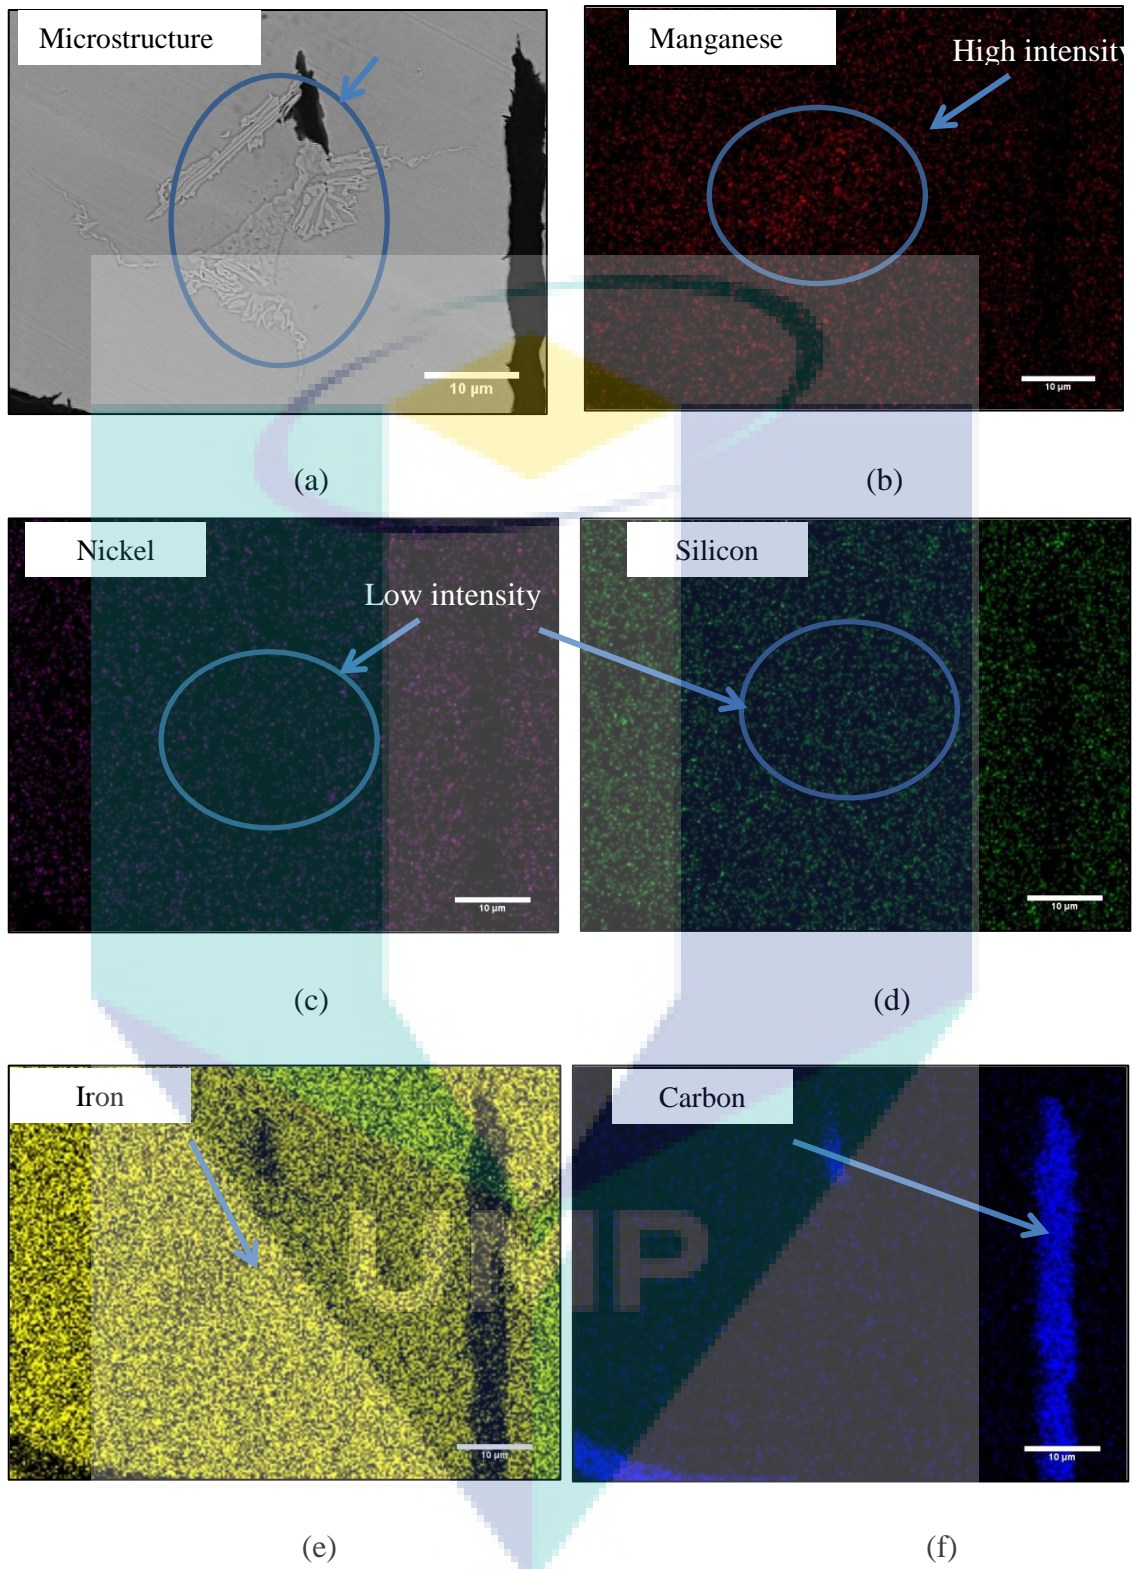 Microstructure
Manganese
High intensity
10 µm
10 µm
(a)
(b)
Nickel
Silicon
Low intensity
10 µm
10 µm
(c)
(d)
Iron
Carbon
UMP
10 µm
10 µm
(e)
(f)